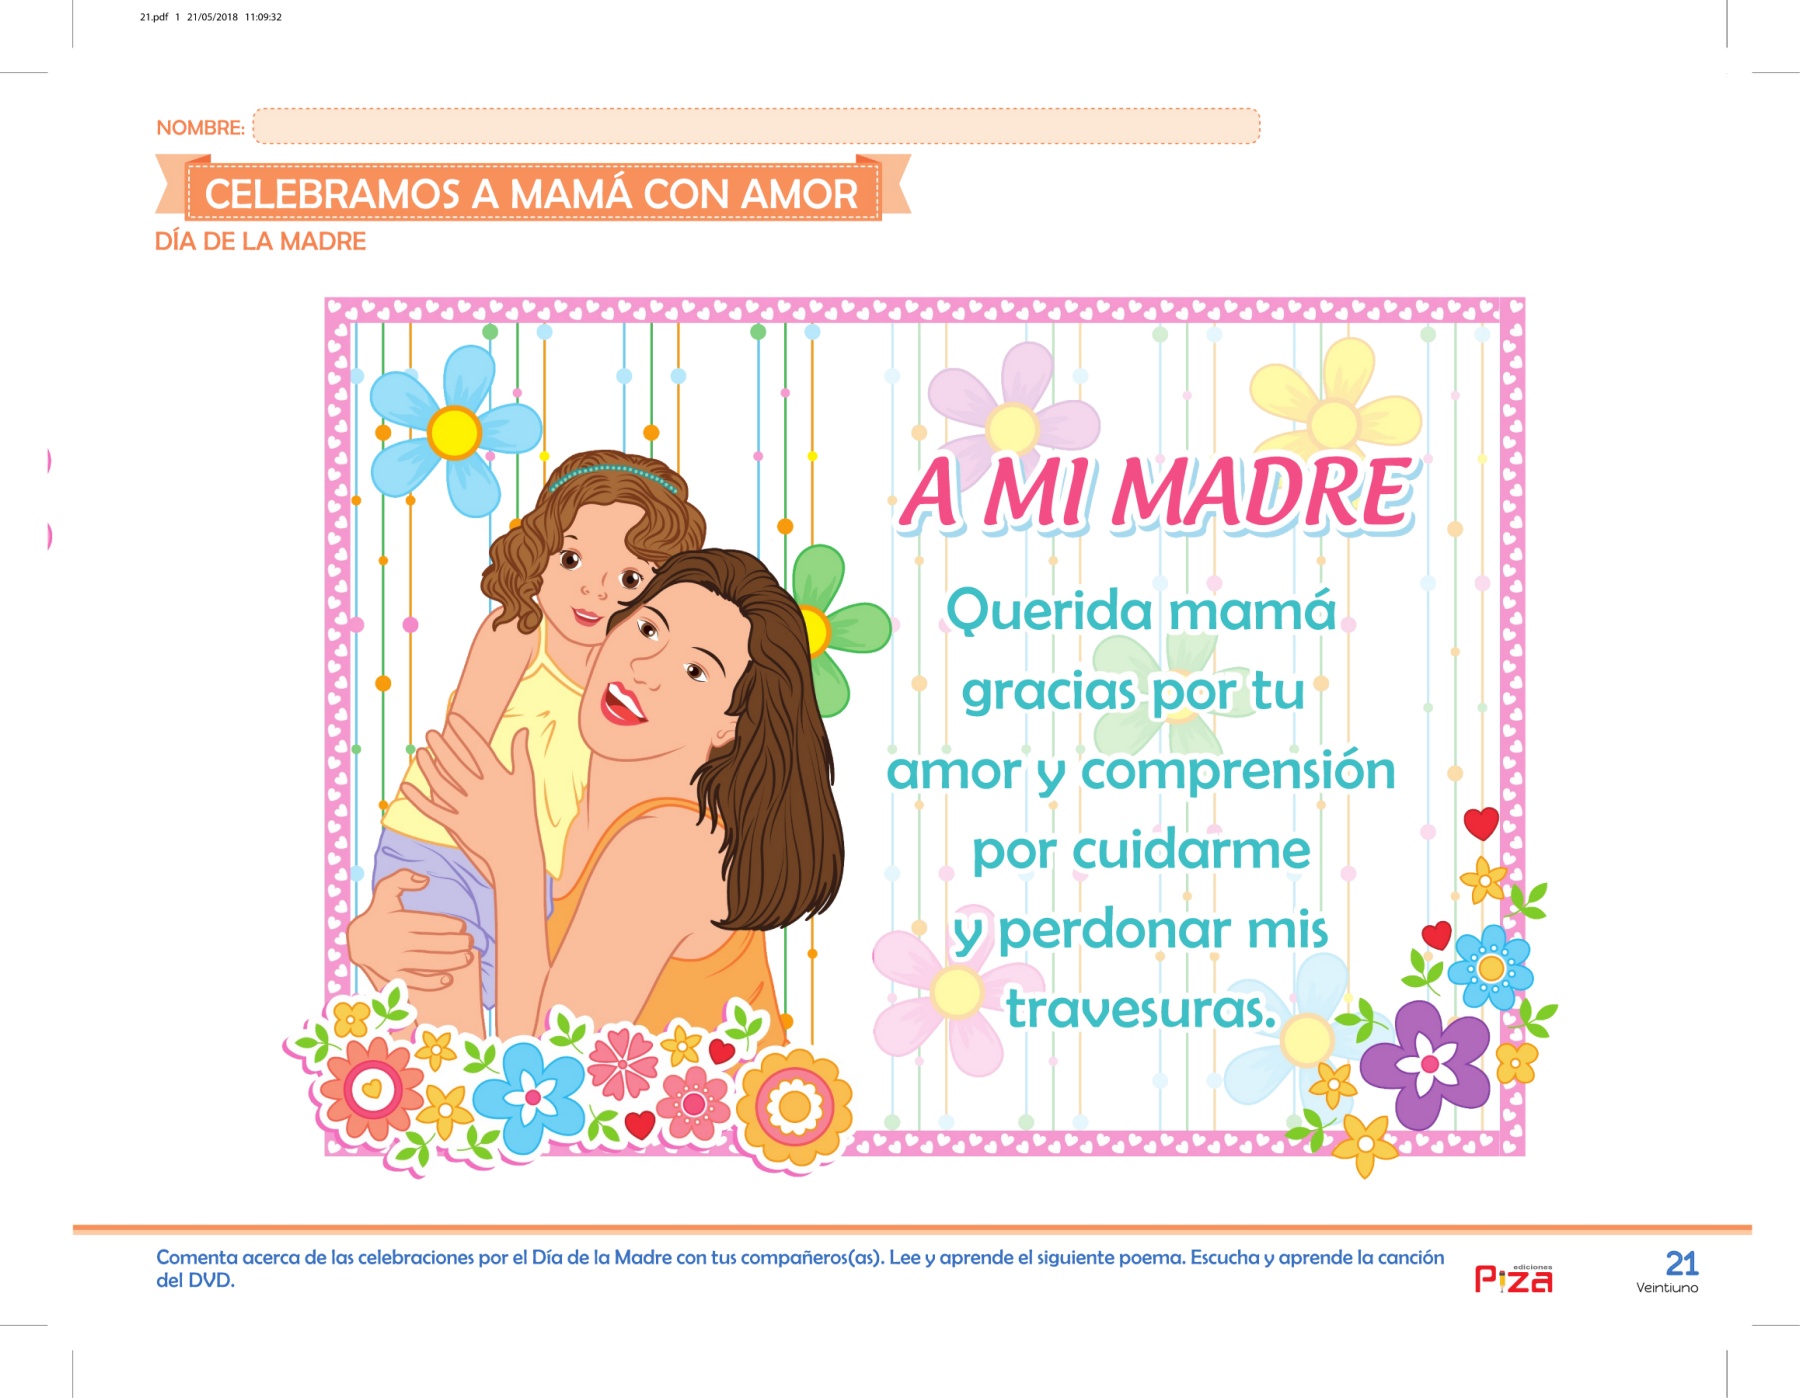 21.pdf 1 21/05/2018 11:09:32
NOMBRE:
CELEBRAMOS A MAMÁ CON AMOR
DÍA DE LA MADRE
A MI MADRE
Querida mamá
gracias por tu
amor y comprensión
por cuidarme
y perdonar mis
travesuras.
Comenta acerca de las celebraciones por el Día de la Madre con tus compañeros(as). Lee y aprende el siguiente poema. Escucha y aprende la canción
del DVD.
ediciones
Piza
21
Veintiuno